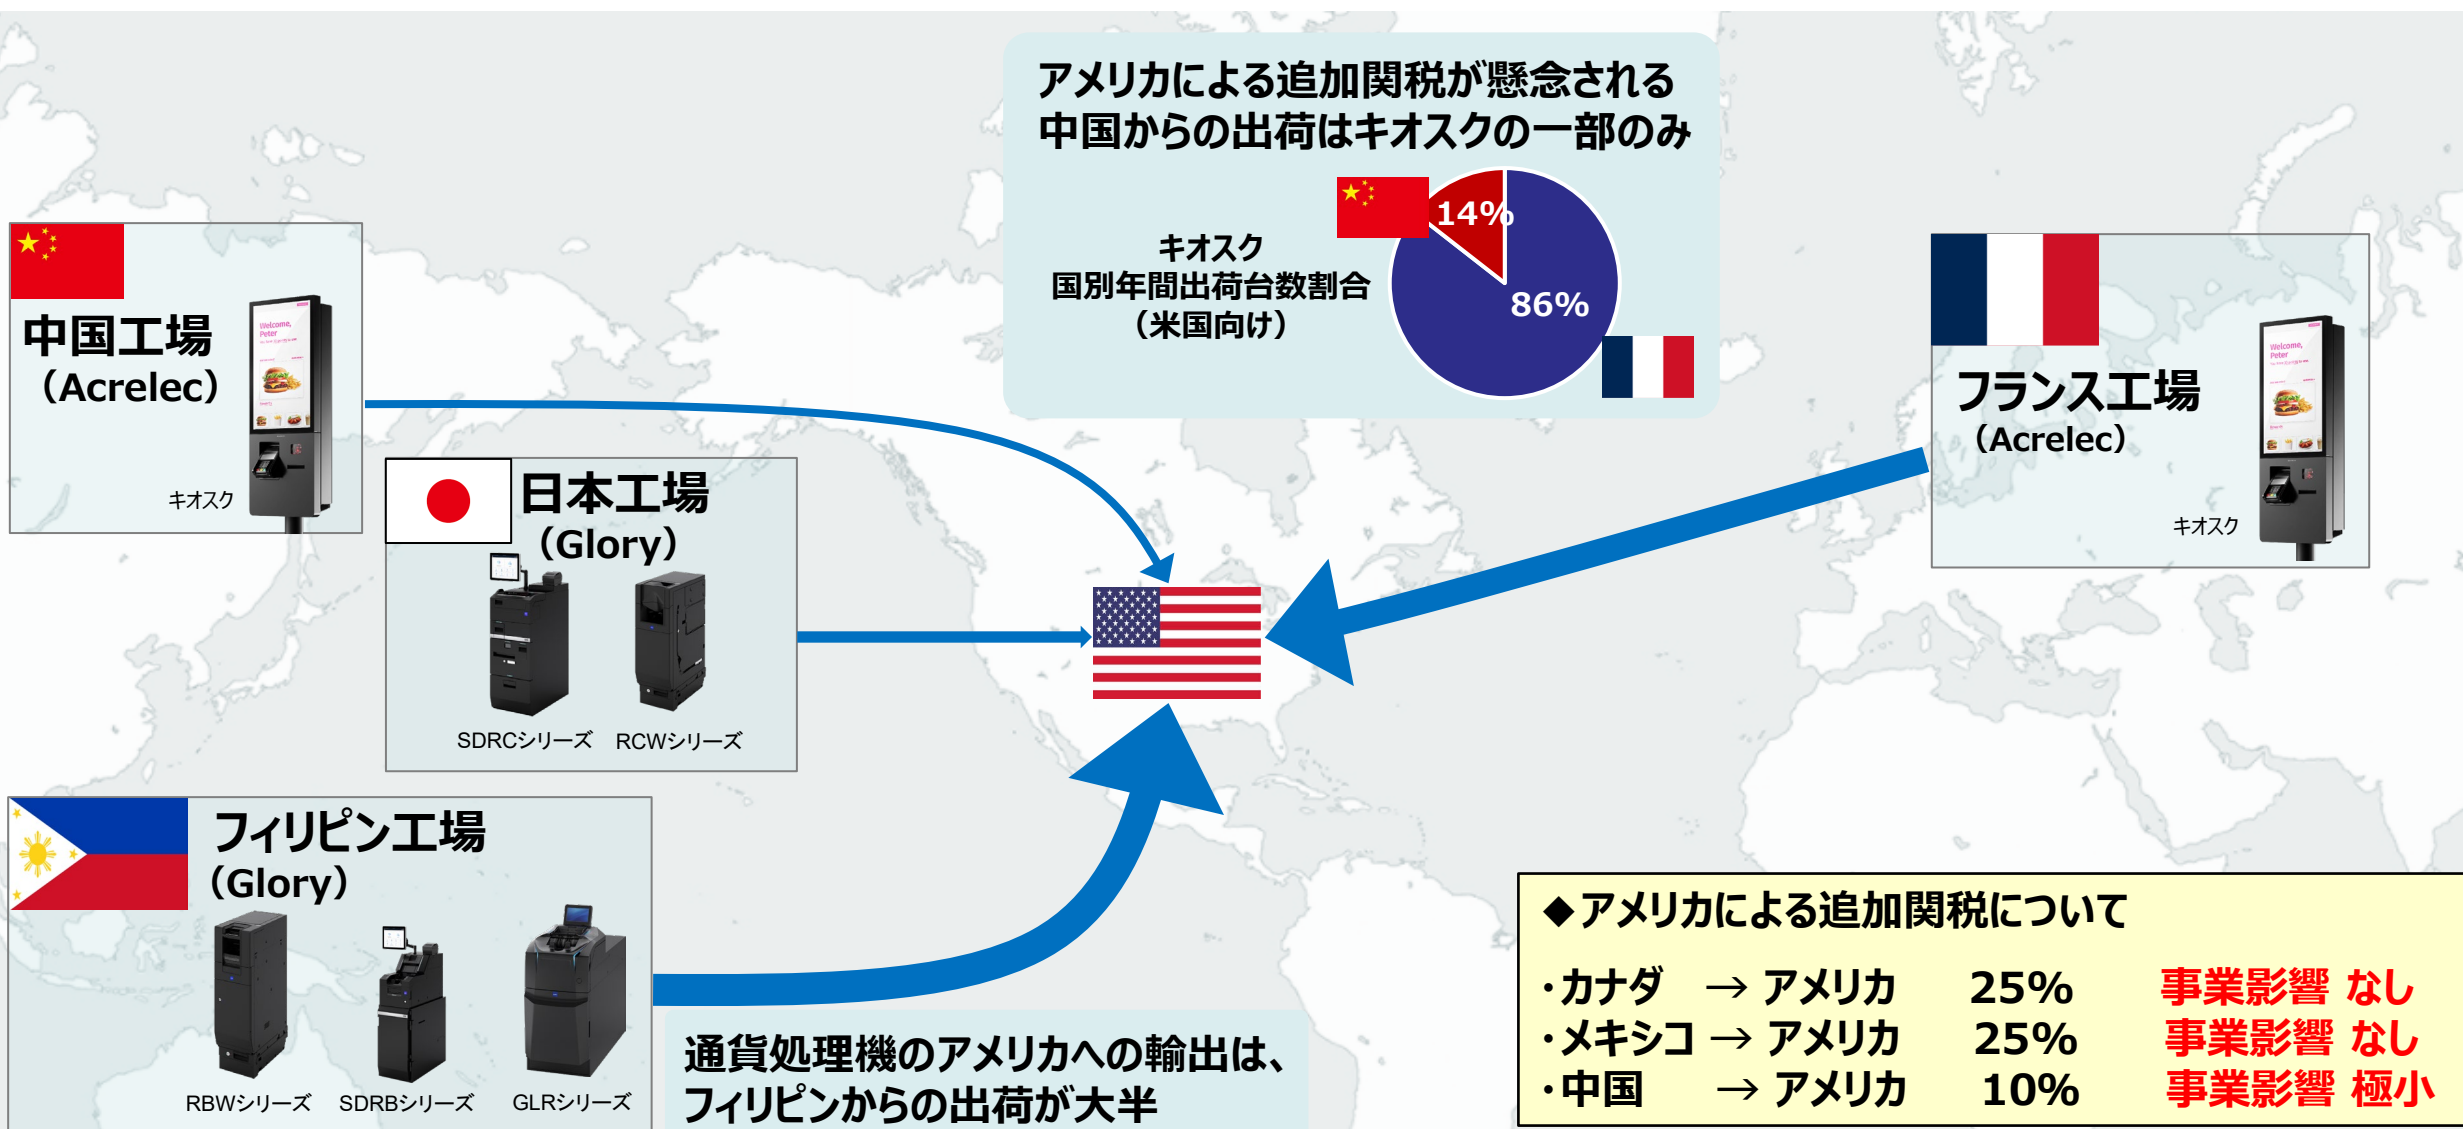 アメリカによる追加関税が懸念される
中国からの出荷はキオスクの一部のみ
キオスク
国別年間出荷台数割合
（米国向け）
14%
86%
中国工場
（Acrelec）
Welcome,
Peter
キオスク
日本工場
（Glory）
SDRCシリーズ
RCWシリーズ
フランス工場
（Acrelec）
Welcome,
Peter
キオスク
フィリピン工場
（Glory）
RBWシリーズ
SDRBシリーズ
GLRシリーズ
通貨処理機のアメリカへの輸出は、
フィリピンからの出荷が大半
◆アメリカによる追加関税について
・カナダ → アメリカ 25% 事業影響 なし
・メキシコ → アメリカ 25% 事業影響 なし
・中国 → アメリカ 10% 事業影響 極小